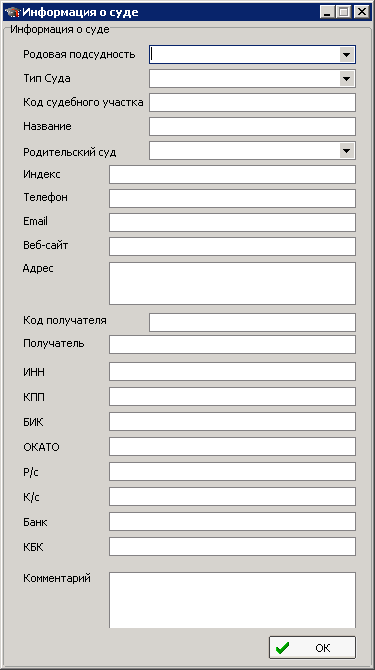 Информация о суде
Информация о суде
Родовая подсудность
Тип Суда
Код судебного участка
Название
Родительский суд
Индекс
Телефон
Email
Веб-сайт
Адрес
Код получателя
Получатель
ИНН
КПП
БИК
ОКАТО
Р/с
К/с
Банк
КБК
Комментарий
ОК